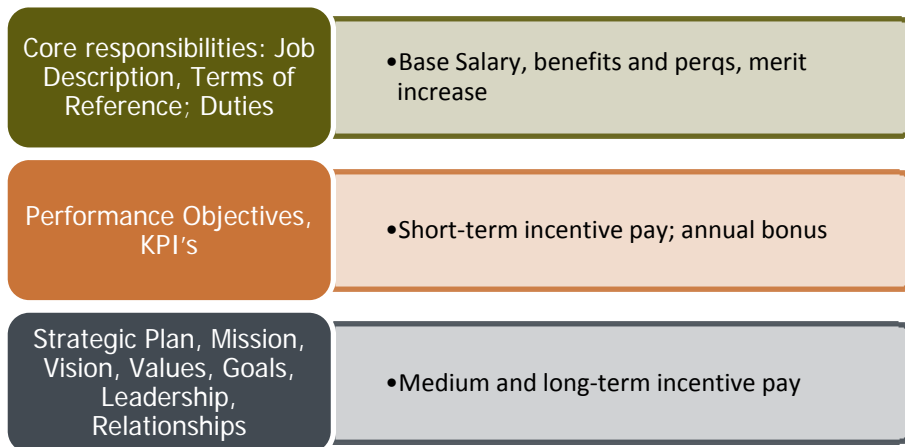 Core responsibilities: Job
Description, Terms of
Reference; Duties
•Base Salary, benefits and perqs, merit
increase
Performance Objectives,
KPI's
•Short-term incentive pay; annual bonus
Strategic Plan, Mission,
Vision, Values, Goals,
Leadership,
Relationships
•Medium and long-term incentive pay